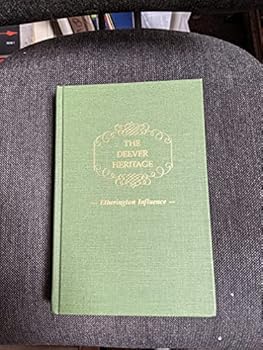 THE
DEEVER
HERITAGE
— Etherington Influence —